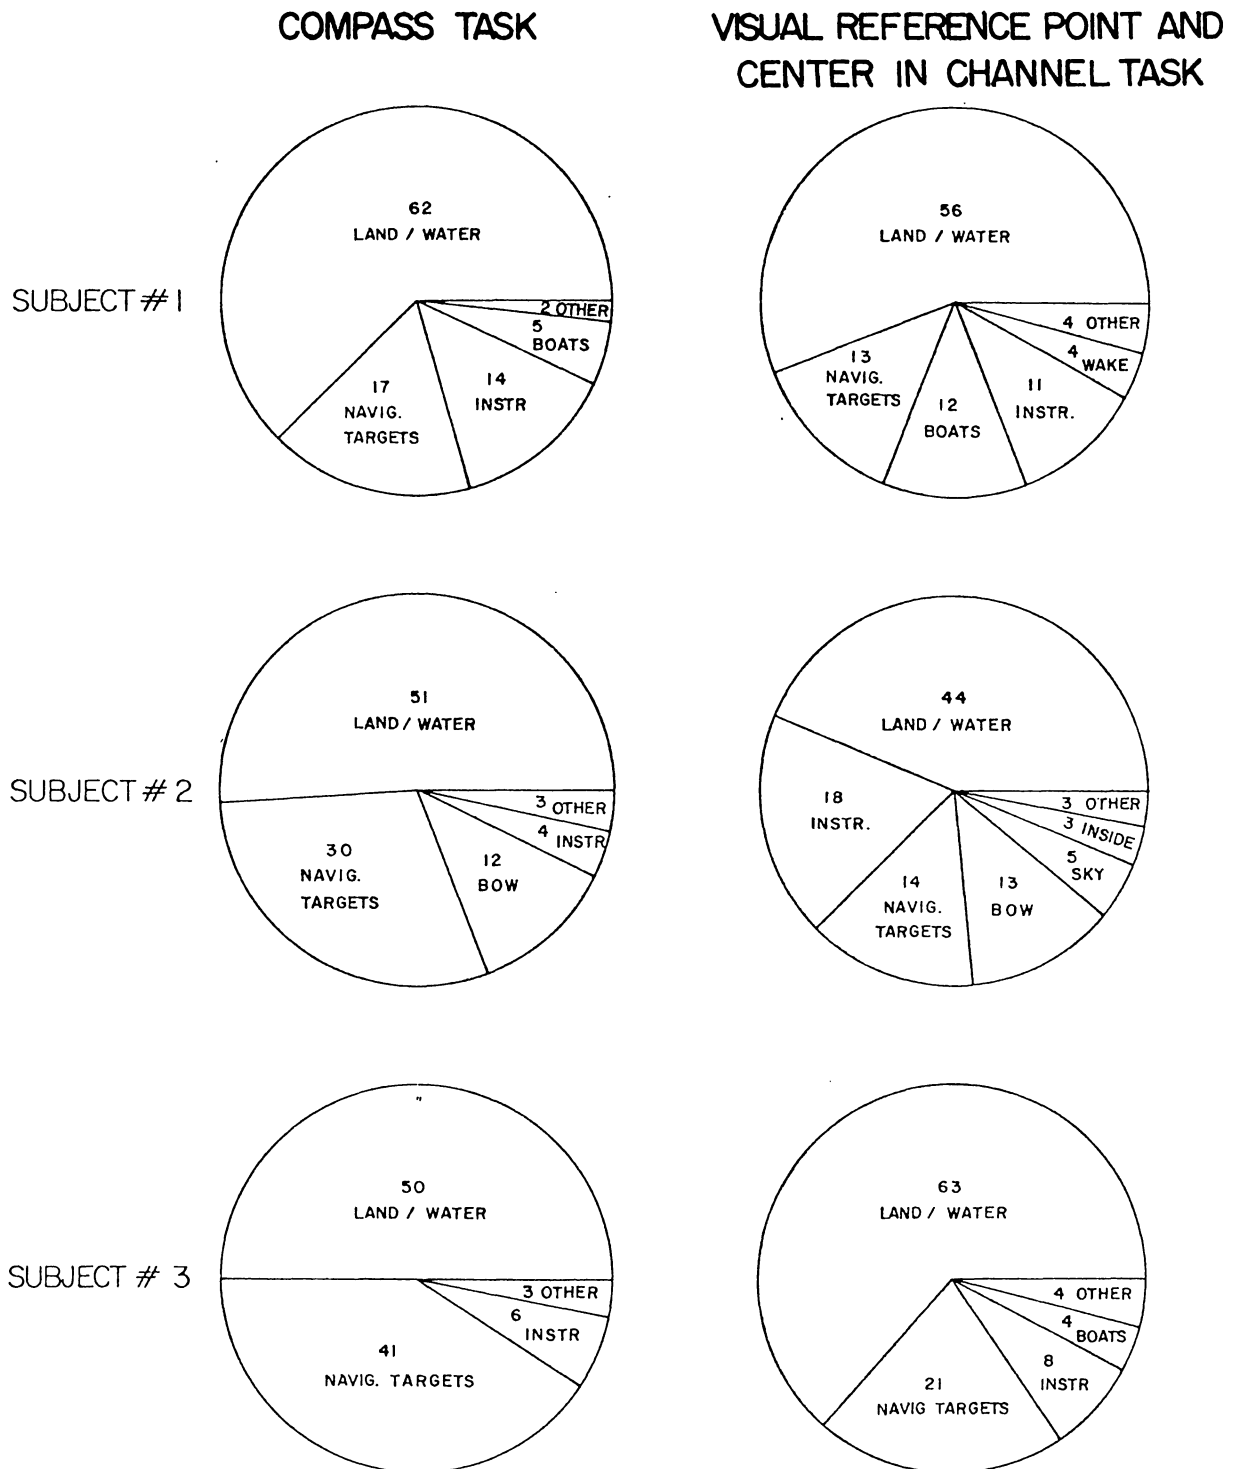 COMPASS TASK
VISUAL REFERENCE POINT AND
CENTER IN CHANNEL TASK
SUBJECT #1
62
LAND / WATER
2 OTHER
5
BOATS
14
INSTR
17
NAVIG.
TARGETS
56
LAND / WATER
4 OTHER
4 WAKE
11
INSTR.
12
BOATS
13
NAVIG.
TARGETS
SUBJECT # 2
51
LAND / WATER
3 OTHER
4 INSTR
12
BOW
30
NAVIG.
TARGETS
44
LAND / WATER
3 OTHER
3 INSIDE
5
SKY
13
BOW
14
NAVIG.
TARGETS
18
INSTR.
SUBJECT # 3
50
LAND / WATER
3 OTHER
6
INSTR
41
NAVIG. TARGETS
63
LAND / WATER
4 OTHER
4 BOATS
8
INSTR
21
NAVIG TARGETS